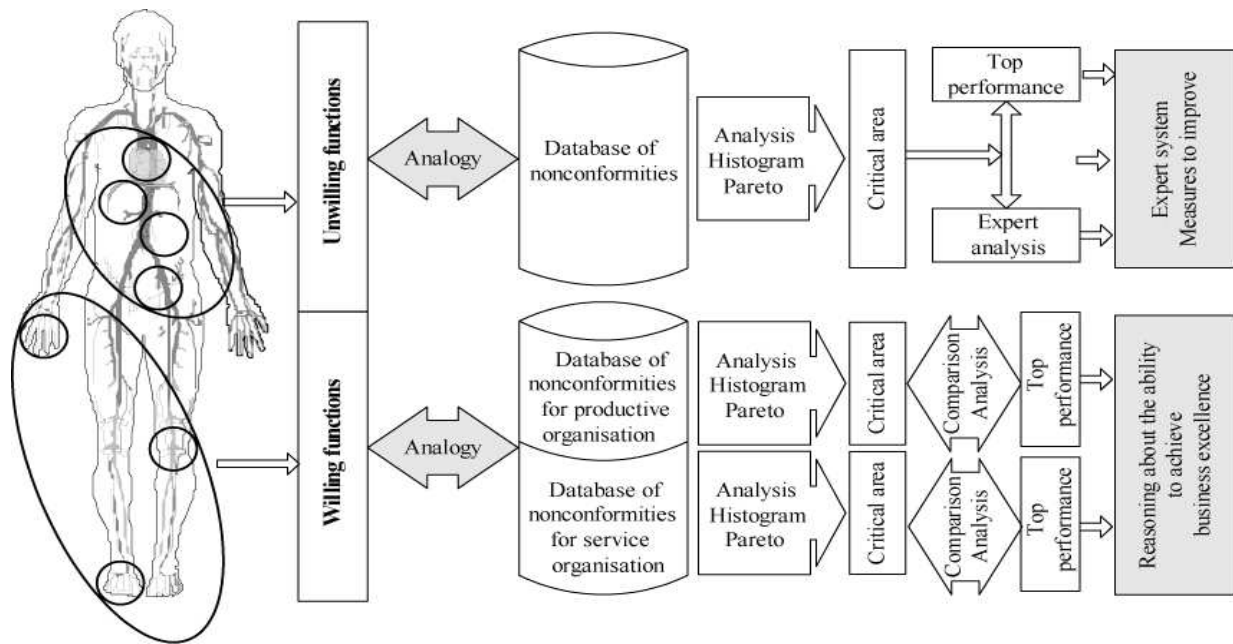 Unwilling functions
Analogy
Database of
nonconformities
Analysis
Histogram
Pareto
Critical area
Top
performance
Expert
analysis
Expert system
Measures to improve
Willing functions
Analogy
Database of
nonconformities
for productive
organisation
Analysis
Histogram
Pareto
Critical area
Comparison
Analysis
Top
performance
Database of
nonconformities
for service
organisation
Analysis
Histogram
Pareto
Critical area
Comparison
Analysis
Top
performance
Reasoning about the ability
to achieve
business excellence